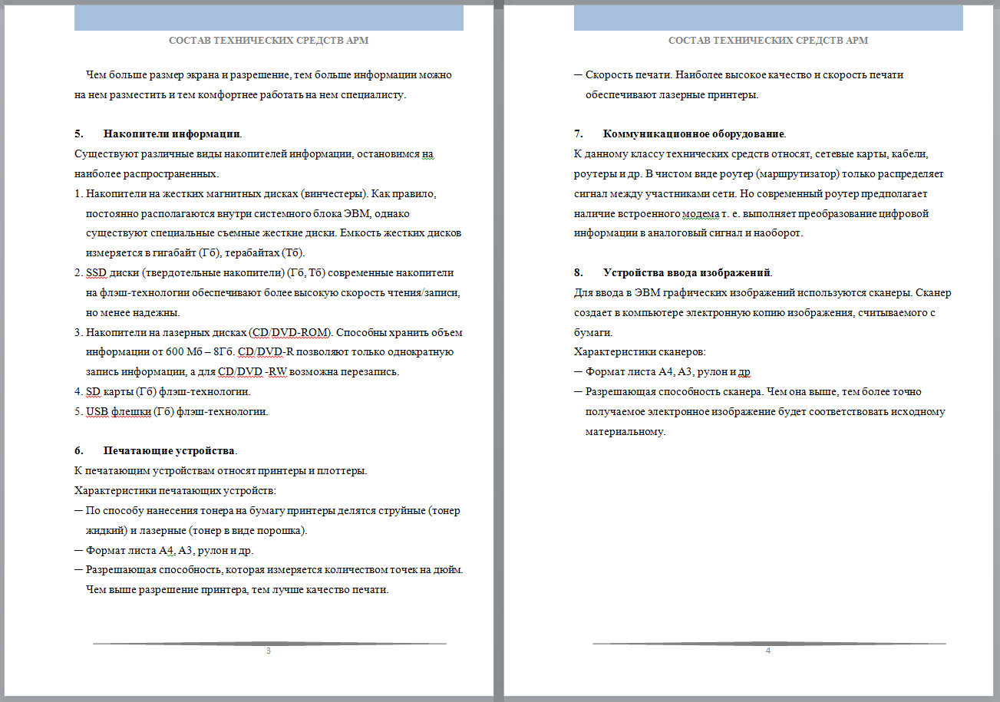 СОСТАВ ТЕХНИЧЕСКИХ СРЕДСТВ АРМ
Чем больше размер экрана и разрешение, тем больше информации можно
на нем разместить и тем комфортнее работать на нем специалисту.
5. Накопители информации.
Существуют различные виды накопителей информации, остановимся на
наиболее распространенных.
1. Накопители на жестких магнитных дисках (винчестеры). Как правило,
постоянно располагаются внутри системного блока ЭВМ, однако
существуют специальные съемные жесткие диски. Емкость жестких дисков
измеряется в гигабайт (Гб), терабайтах (Тб).
2. SSD диски (твердотельные накопители) (Гб, Тб) современные накопители
на флэш-технологии обеспечивают более высокую скорость чтения/записи,
но менее надежны.
3. Накопители на лазерных дисках (CD/DVD-ROM). Способны хранить объем
информации от 600 Мб – 8Гб. CD/DVD-R позволяют только однократную
запись информации, а для CD/DVD -RW возможна перезапись.
4. SD карты (Гб) флэш-технологии.
5. USB флешки (Гб) флэш-технологии.
6. Печатающие устройства.
К печатающим устройствам относят принтеры и плоттеры.
Характеристики печатающих устройств:
— По способу нанесения тонера на бумагу принтеры делятся струйные (тонер
жидкий) и лазерные (тонер в виде порошка).
— Формат листа А4, А3, рулон и др.
— Разрешающая способность, которая измеряется количеством точек на дюйм.
Чем выше разрешение принтера, тем лучше качество печати.
3
СОСТАВ ТЕХНИЧЕСКИХ СРЕДСТВ АРМ
— Скорость печати. Наиболее высокое качество и скорость печати
обеспечивают лазерные принтеры.
7. Коммуникационное оборудование.
К данному классу технических средств относят, сетевые карты, кабели,
роутеры и др. В чистом виде роутер (маршрутизатор) только распределяет
сигнал между участниками сети. Но современный роутер предполагает
наличие встроенного модема т. е. выполняет преобразование цифровой
информации в аналоговый сигнал и наоборот.
8. Устройства ввода изображений.
Для ввода в ЭВМ графических изображений используются сканеры. Сканер
создает в компьютере электронную копию изображения, считываемого с
бумаги.
Характеристики сканеров:
— Формат листа А4, А3, рулон и др
— Разрешающая способность сканера. Чем она выше, тем более точно
получаемое электронное изображение будет соответствовать исходному
материальному.
4